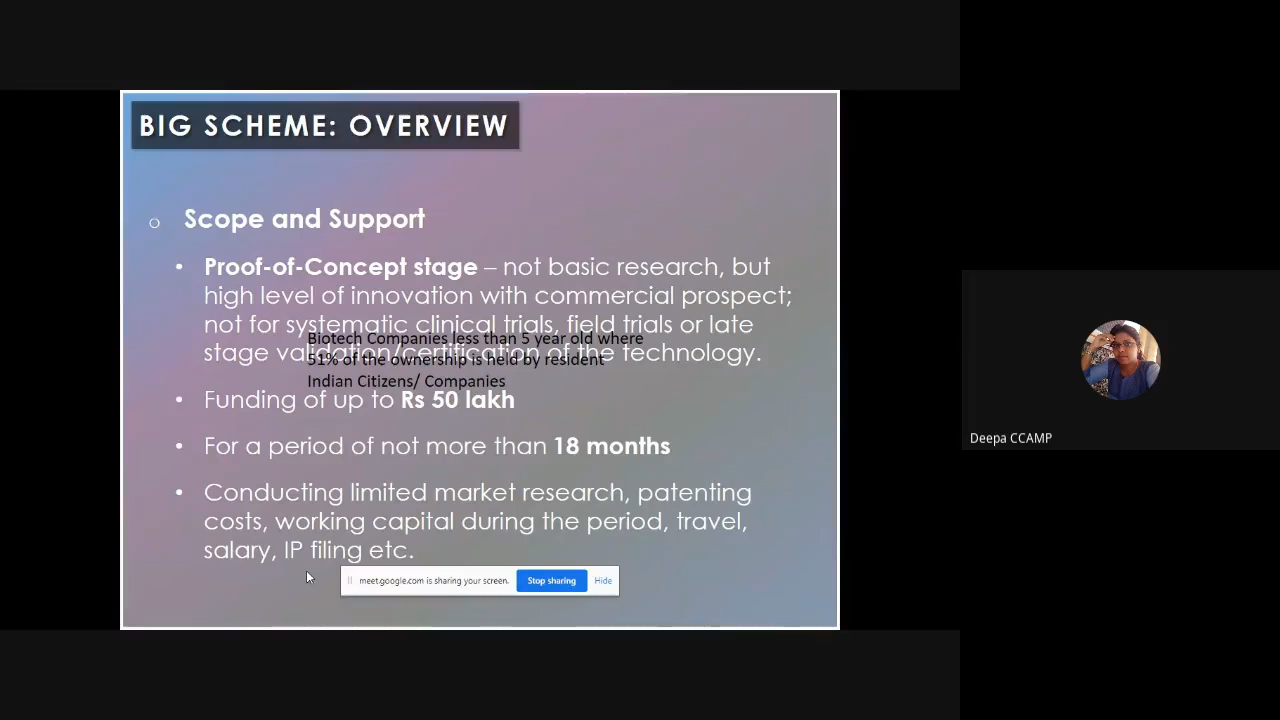 BIG SCHEME: OVERVIEW
Scope and Support
Proof-of-Concept stage – not basic research, but
high level of innovation with commercial prospect;
not for systematic clinical trials, field trials or late
stage validation/certification of the technology.
Biotech Companies less than 5 year old where
51% of the ownership is held by resident
Indian Citizens/ Companies
Funding of up to Rs 50 lakh
For a period of not more than 18 months
Conducting limited market research, patenting
costs, working capital during the period, travel,
salary, IP filing etc.
meet.google.com is sharing your screen. Stop sharing Hide
Deepa CCAMP